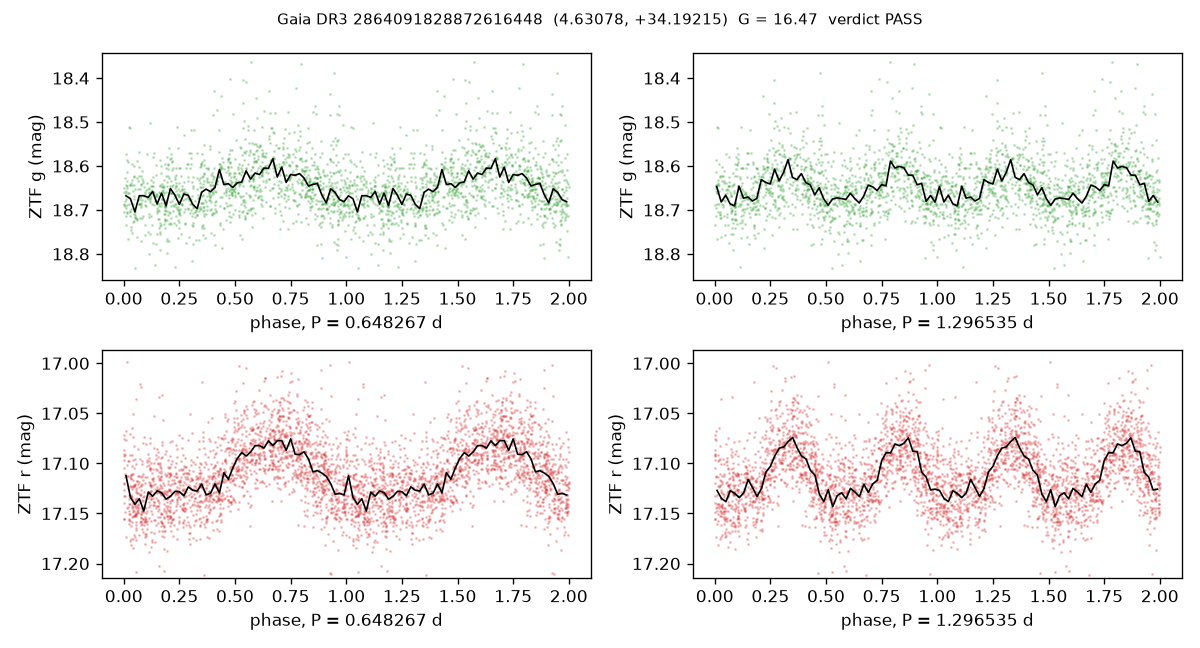 Gaia DR3 2864091828872616448 (4.63078, +34.19215) G = 16.47 verdict PASS
ZTF g (mag)
18.4
18.5
18.6
18.7
18.8
0.00 0.25 0.50 0.75 1.00 1.25 1.50 1.75 2.00
phase, P = 0.648267 d
ZTF g (mag)
18.4
18.5
18.6
18.7
18.8
0.00 0.25 0.50 0.75 1.00 1.25 1.50 1.75 2.00
phase, P = 1.296535 d
ZTF r (mag)
17.00
17.05
17.10
17.15
17.20
0.00 0.25 0.50 0.75 1.00 1.25 1.50 1.75 2.00
phase, P = 0.648267 d
ZTF r (mag)
17.00
17.05
17.10
17.15
17.20
0.00 0.25 0.50 0.75 1.00 1.25 1.50 1.75 2.00
phase, P = 1.296535 d